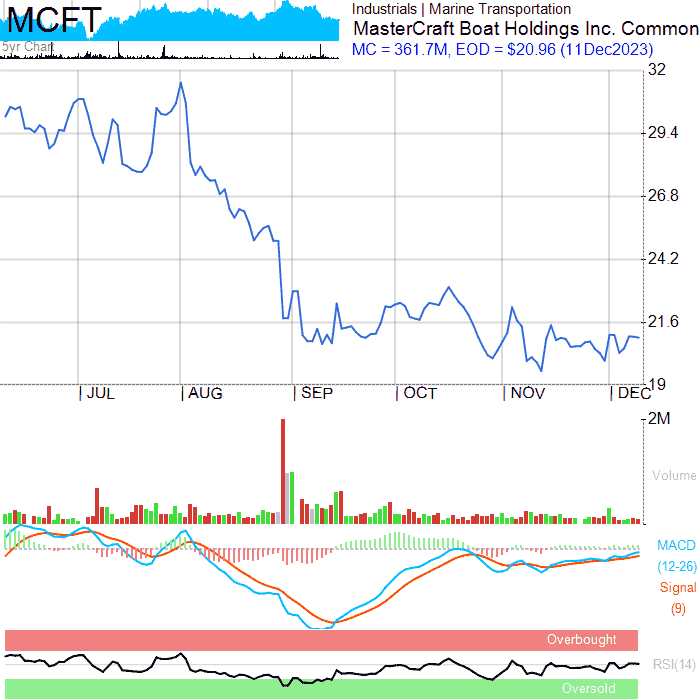 MCFT
5yr Chart
Industrials | Marine Transportation
MasterCraft Boat Holdings Inc. Common
MC = 361.7M, EOD = $20.96 (11Dec2023)
32
29.4
26.8
24.2
21.6
19
JUL
AUG
SEP
OCT
NOV
DEC
2M
Volume
MACD
(12-26)
Signal
(9)
Overbought
RSI(14)
Oversold